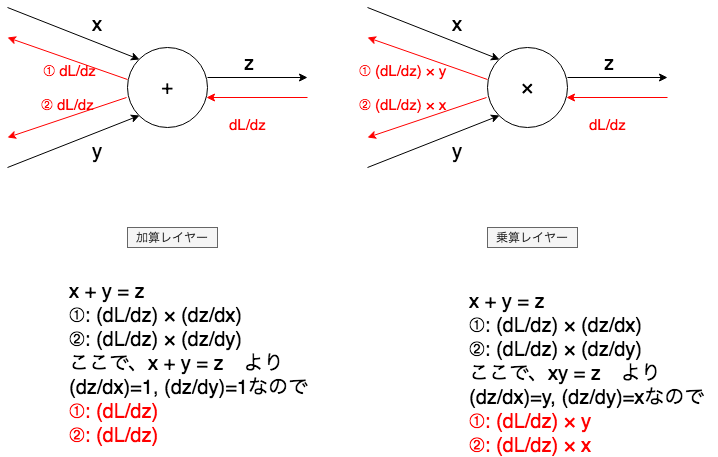 x
① dL/dz
② dL/dz
y
+
z
dL/dz
加算レイヤー
x + y = z
①: (dL/dz) × (dz/dx)
②: (dL/dz) × (dz/dy)
ここで、x + y = z　より
(dz/dx)=1, (dz/dy)=1なので
①: (dL/dz)
②: (dL/dz)
x
① (dL/dz) × y
② (dL/dz) × x
y
×
z
dL/dz
乗算レイヤー
x + y = z
①: (dL/dz) × (dz/dx)
②: (dL/dz) × (dz/dy)
ここで、xy = z　より
(dz/dx)=y, (dz/dy)=xなので
①: (dL/dz) × y
②: (dL/dz) × x